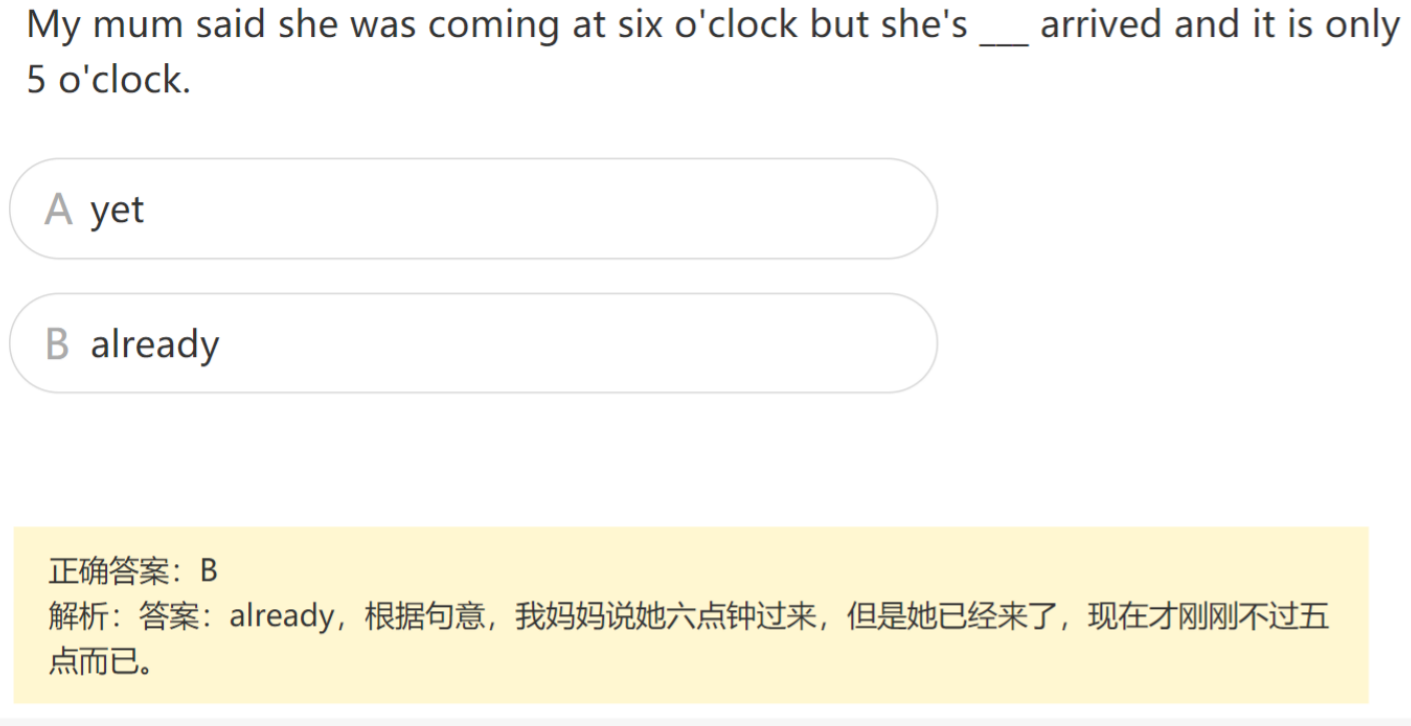 My mum said she was coming at six o'clock but she's ___ arrived and it is only
5 o'clock.
A yet
B already
正确答案：B
解析：答案：already，根据句意，我妈妈说她六点钟过来，但是她已经来了，现在才刚刚不过五
点而已。